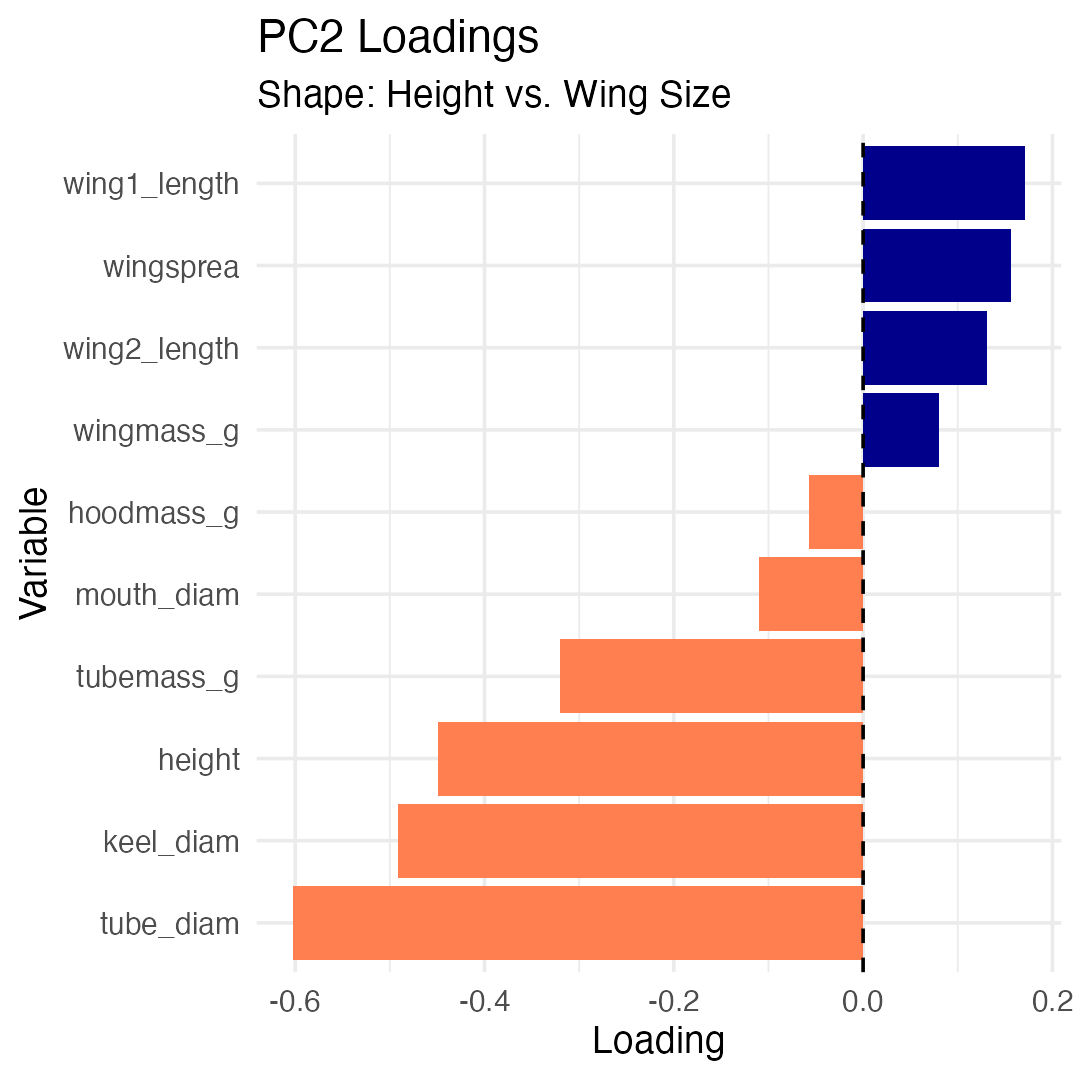 PC2 Loadings
Shape: Height vs. Wing Size
Variable
wing1_length
wingsprea
wing2_length
wingmass_g
hoodmass_g
mouth_diam
tubemass_g
height
keel_diam
tube_diam
-0.6 -0.4 -0.2 0.0 0.2
Loading